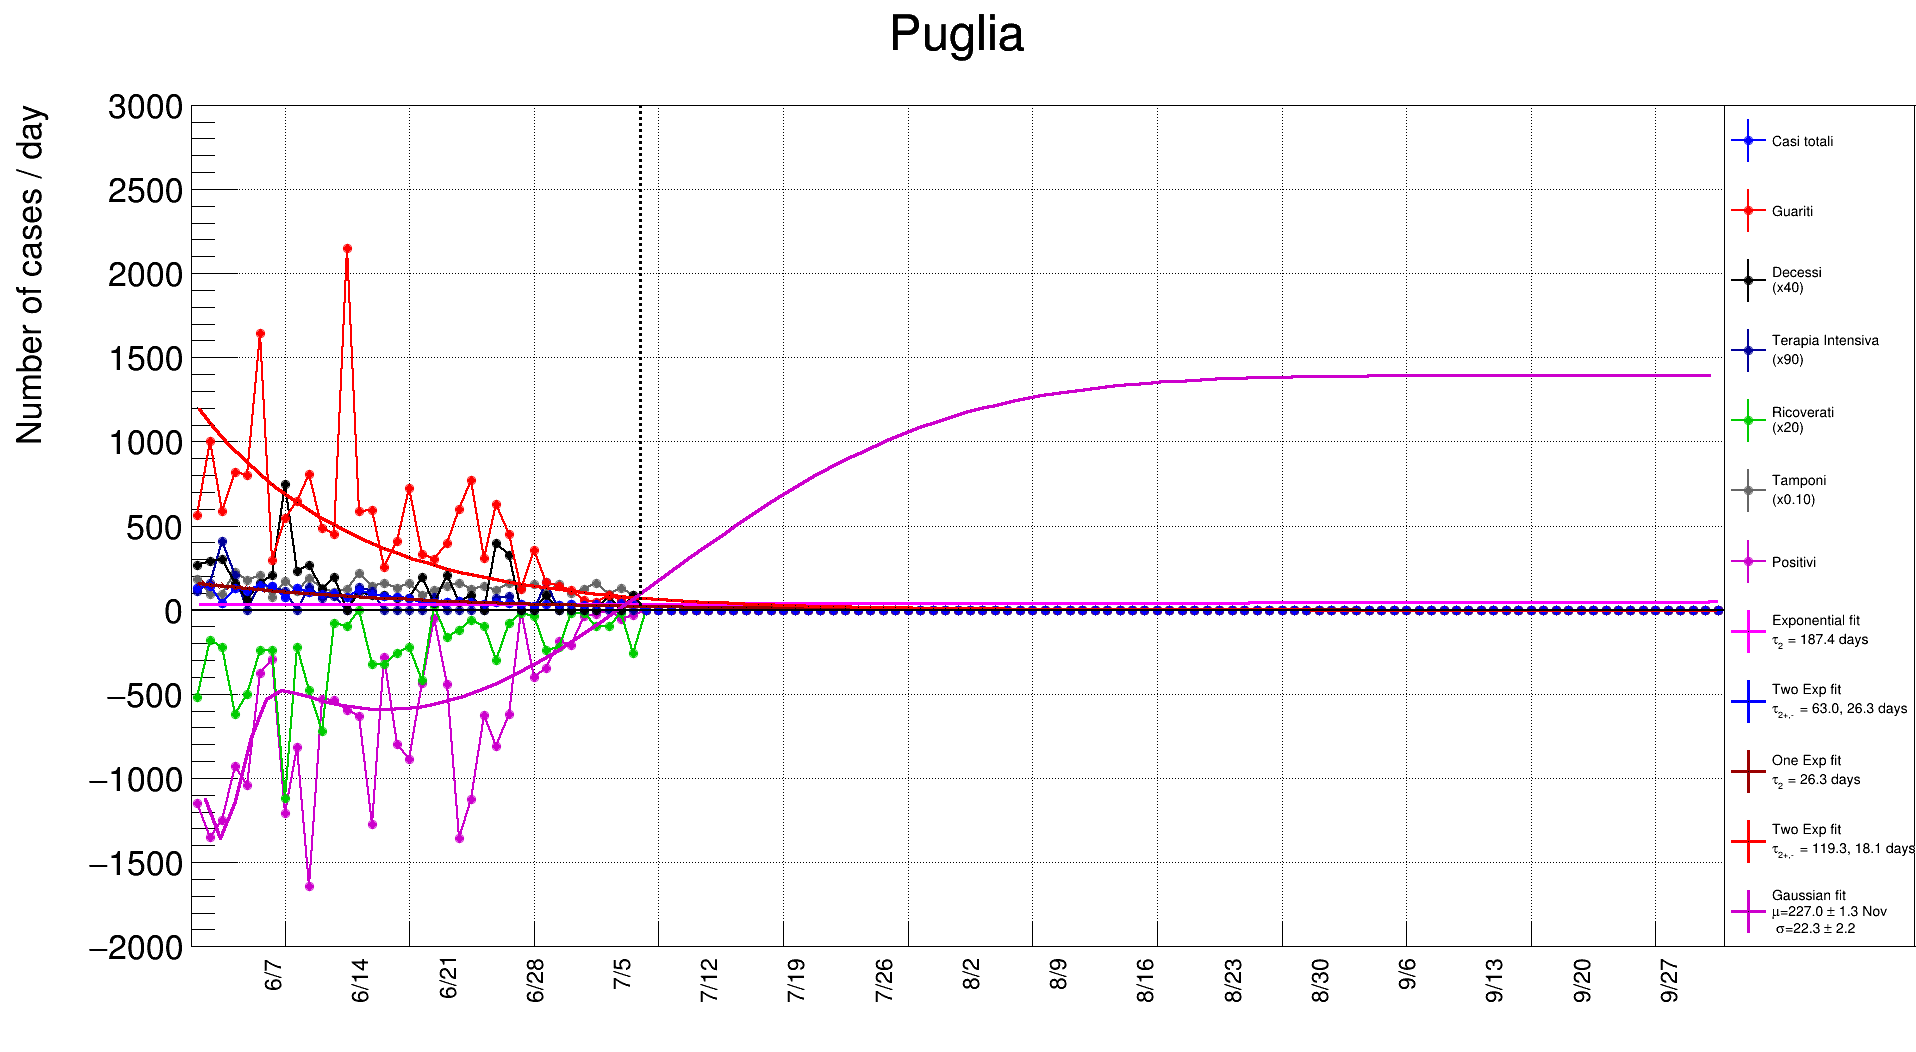 Puglia
Number of cases / day
3000
2500
2000
1500
1000
500
0
−500
−1000
−1500
−2000
6/7
6/14
6/21
6/28
7/5
7/12
7/19
7/26
8/2
8/9
8/16
8/23
8/30
9/6
9/13
9/20
9/27
Casi totali
Guariti
Decessi
(x40)
Terapia Intensiva
(x90)
Ricoverati
(x20)
Tamponi
(x0.10)
Positivi
Exponential fit
τ2 = 187.4 days
Two Exp fit
τ2+,- = 63.0, 26.3 days
One Exp fit
τ2 = 26.3 days
Two Exp fit
τ2+,- = 119.3, 18.1 days
Gaussian fit
μ=227.0 ± 1.3 Nov
σ=22.3 ± 2.2